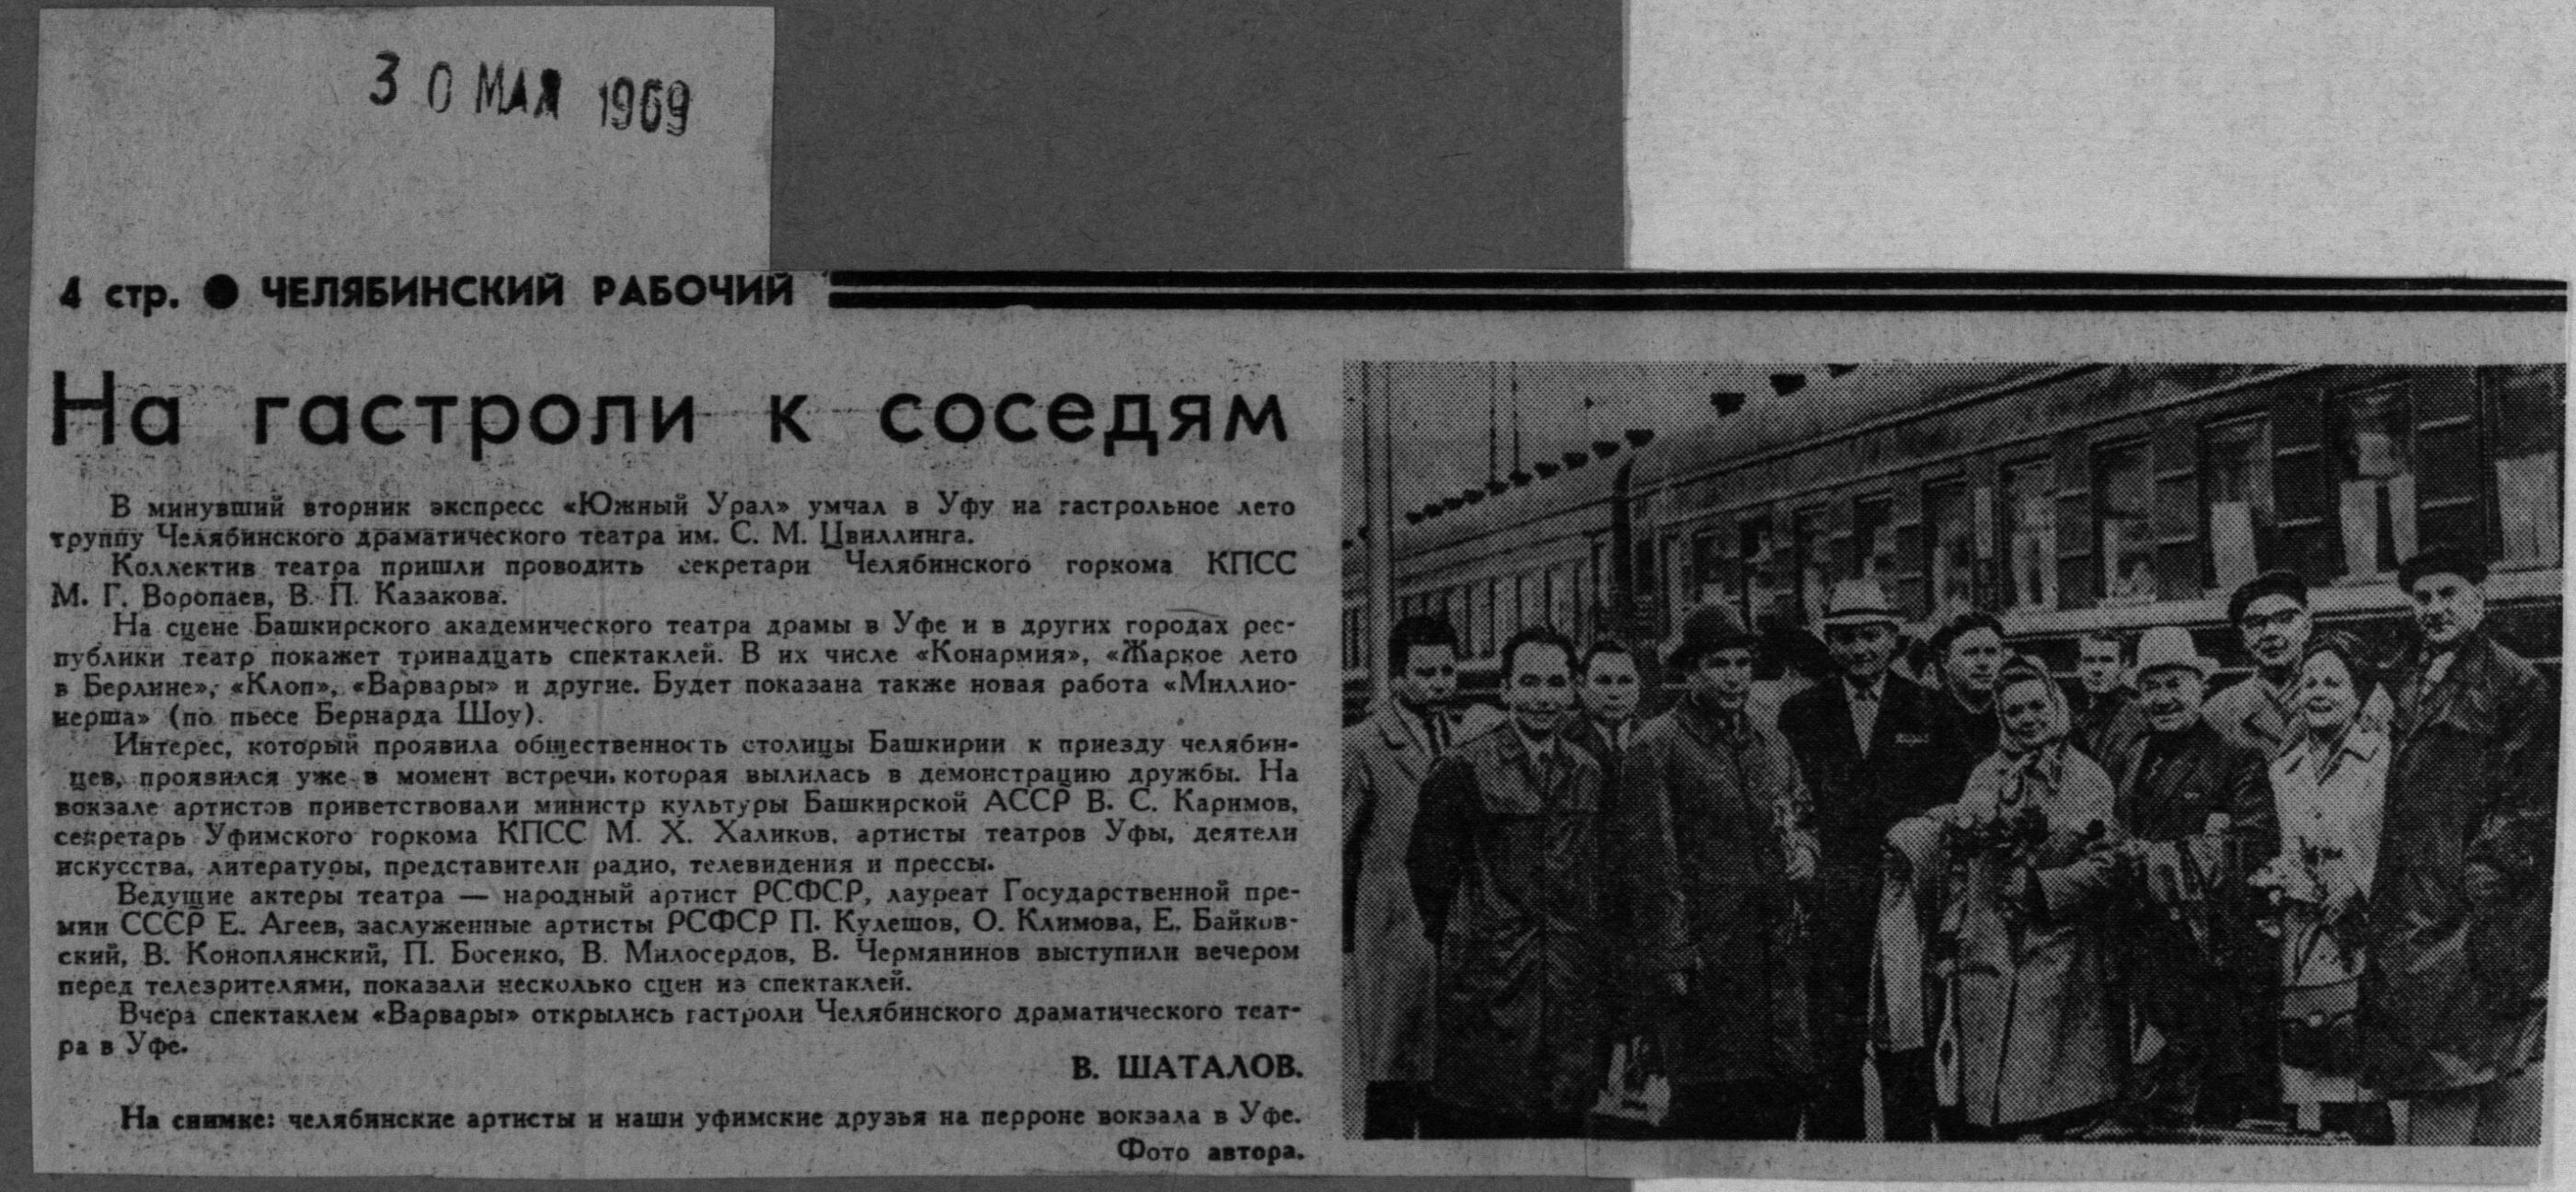 30 МАЯ 1969
4 стр. ● ЧЕЛЯБИНСКИЙ РАБОЧИЙ
На гастроли к соседям
В минувший вторник экспресс «Южный Урал» умчал в Уфу на гастрольное лето
труппу Челябинского драматического театра им. С. М. Цвиллинга.
Коллектив театра пришли проводить секретари Челябинского горкома КПСС
М. Г. Воропаев, В. П. Казакова.
На сцене Башкирского академического театра драмы в Уфе и в других городах рес-
публики театр покажет тринадцать спектаклей. В их числе «Конармия», «Жаркое лето
в Берлине», «Клоп», «Варвары» и другие. Будет показана также новая работа «Миллио-
нерша» (по пьесе Бернарда Шоу).
Интерес, который проявила общественность столицы Башкирии к приезду челябин-
цев, проявился уже в момент встречи, которая вылилась в демонстрацию дружбы. На
вокзале артистов приветствовали министр культуры Башкирской АССР В. С. Каримов,
секретарь Уфимского горкома КПСС М. Х. Халиков, артисты театров Уфы, деятели
искусства, литературы, представители радио, телевидения и прессы.
Ведущие актеры театра — народный артист РСФСР, лауреат Государственной пре-
мии СССР Е. Агеев, заслуженные артисты РСФСР П. Кулешов, О. Климова, Е. Байков-
ский, В. Коноплянский, П. Босенко, В. Милосердов, В. Чермянинов выступили вечером
перед телезрителями, показали несколько сцен из спектаклей.
Вчера спектаклем «Варвары» открылись гастроли Челябинского драматического теат-
ра в Уфе.
В. ШАТАЛОВ.
На снимке: челябинские артисты и наши уфимские друзья на перроне вокзала в Уфе.
Фото автора.